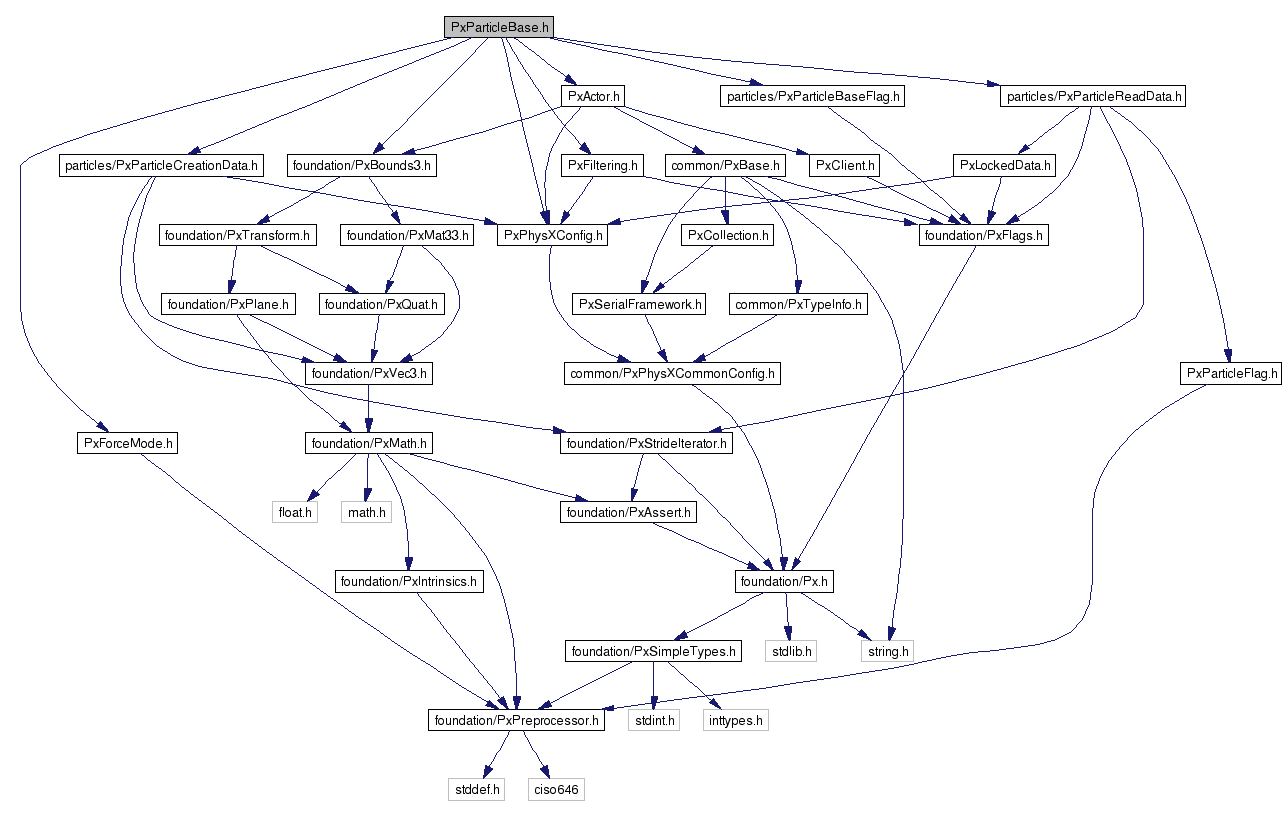 PxParticleBase.h
PxActor.h
particles/PxParticleBaseFlag.h
particles/PxParticleReadData.h
particles/PxParticleCreationData.h
foundation/PxBounds3.h
PxFiltering.h
common/PxBase.h
PxClient.h
PxLockedData.h
foundation/PxTransform.h
foundation/PxMat33.h
PxPhysXConfig.h
PxCollection.h
foundation/PxFlags.h
foundation/PxPlane.h
foundation/PxQuat.h
PxSerialFramework.h
common/PxTypeInfo.h
foundation/PxVec3.h
common/PxPhysXCommonConfig.h
PxParticleFlag.h
PxForceMode.h
foundation/PxMath.h
foundation/PxStrideIterator.h
float.h
math.h
foundation/PxAssert.h
foundation/PxIntrinsics.h
foundation/Px.h
foundation/PxSimpleTypes.h
stdlib.h
string.h
foundation/PxPreprocessor.h
stdint.h
inttypes.h
stddef.h
ciso646